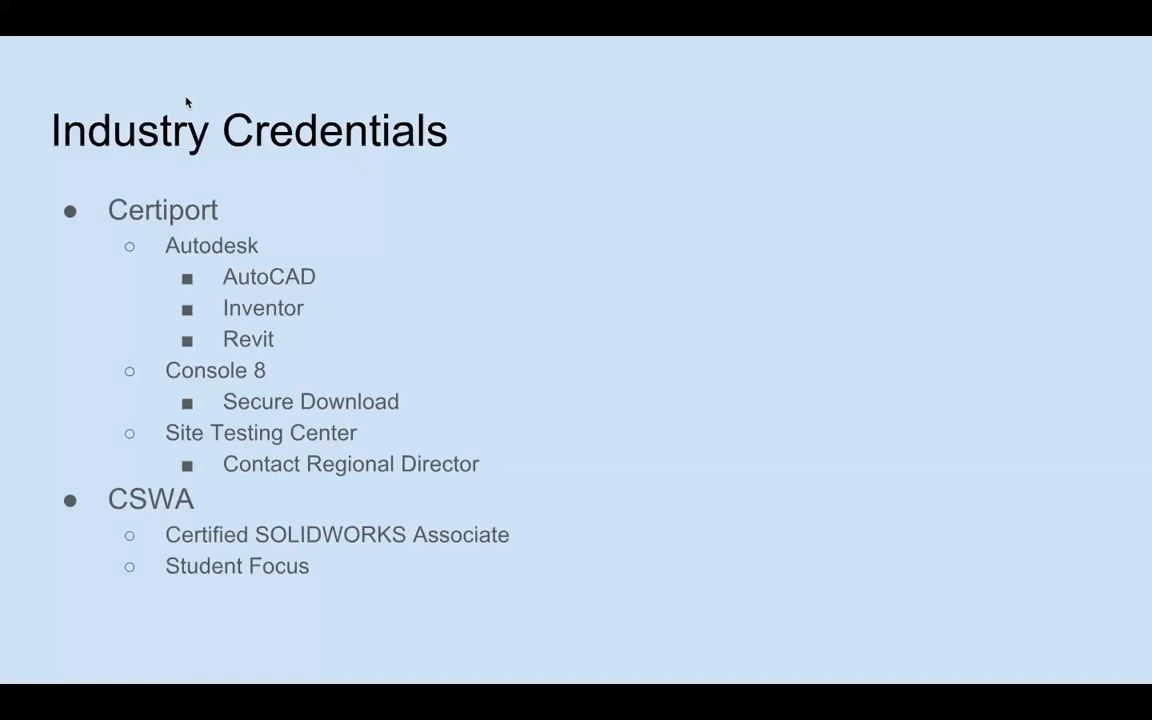 Industry Credentials
● Certiport
○ Autodesk
■ AutoCAD
■ Inventor
■ Revit
○ Console 8
■ Secure Download
○ Site Testing Center
■ Contact Regional Director
● CSWA
○ Certified SOLIDWORKS Associate
○ Student Focus